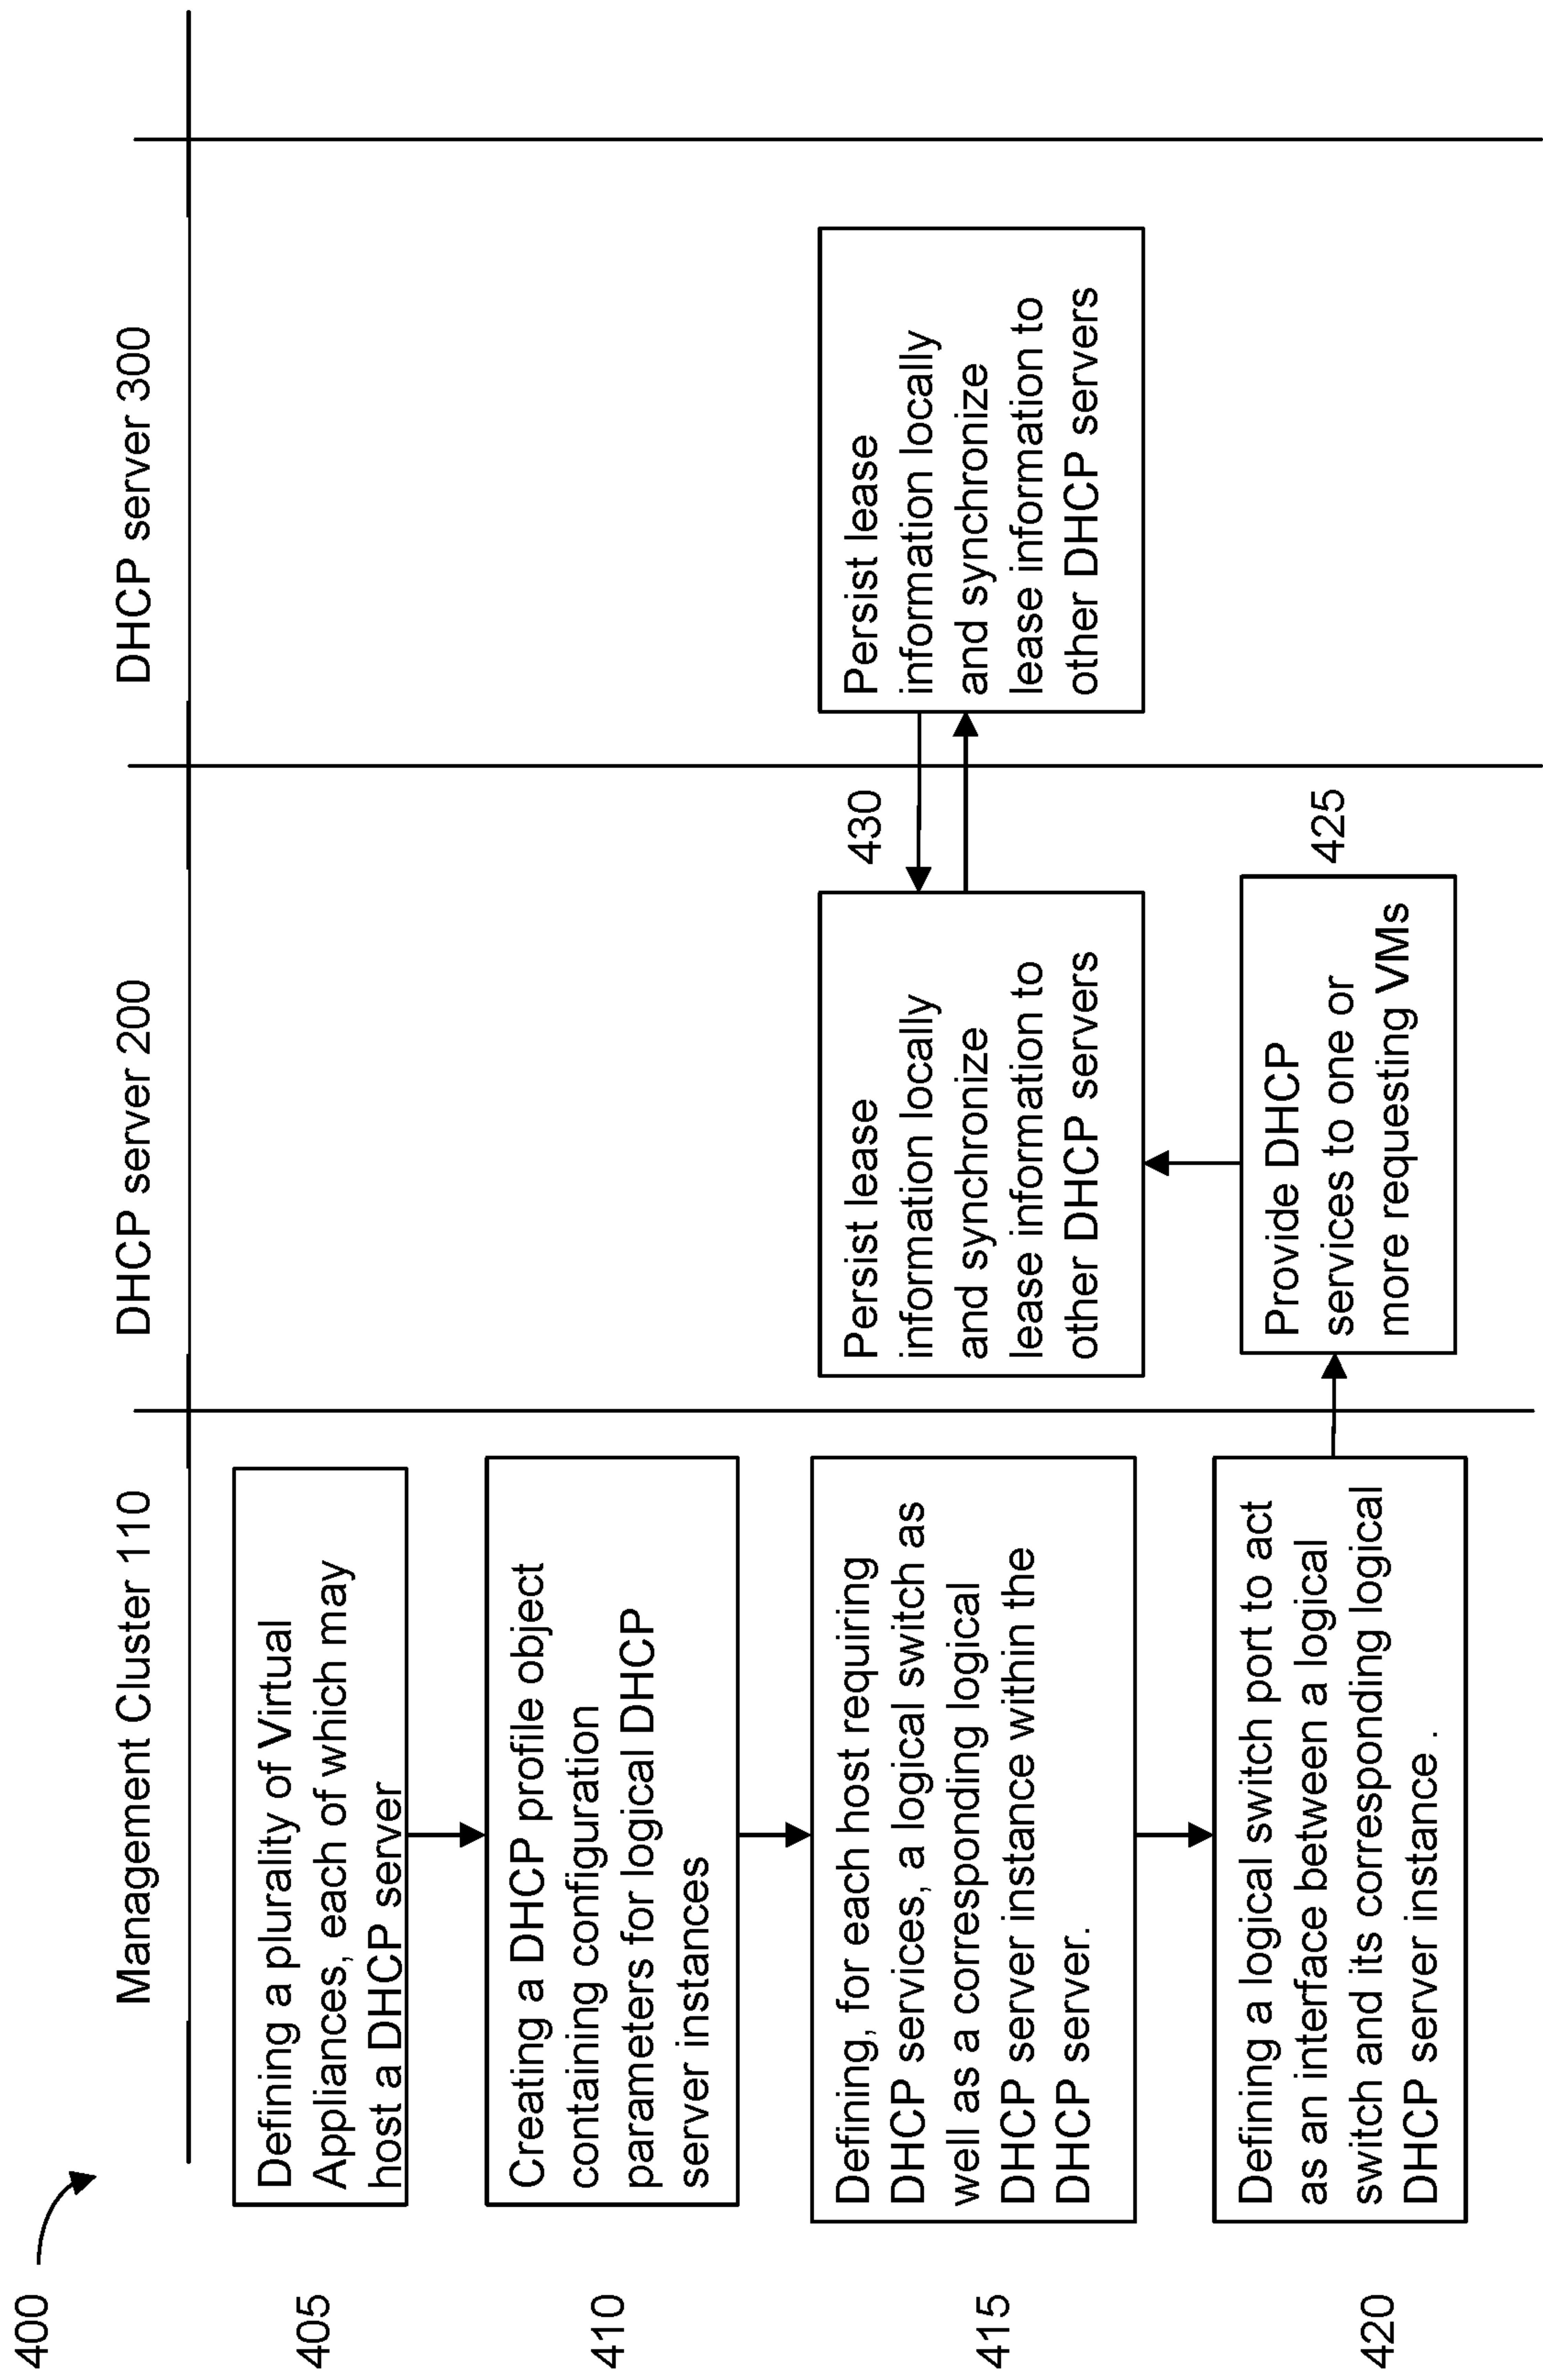 400
Management Cluster 110
DHCP server 200
DHCP server 300
405
Defining a plurality of Virtual
Appliances, each of which may
host a DHCP server
410
Creating a DHCP profile object
containing configuration
parameters for logical DHCP
server instances
415
Defining, for each host requiring
DHCP services, a logical switch as
well as a corresponding logical
DHCP server instance within the
DHCP server.
420
Defining a logical switch port to act
as an interface between a logical
switch and its corresponding logical
DHCP server instance .
Provide DHCP
services to one or
more requesting VMs
425
Persist lease
information locally
and synchronize
lease information to
other DHCP servers
430
Persist lease
information locally
and synchronize
lease information to
other DHCP servers